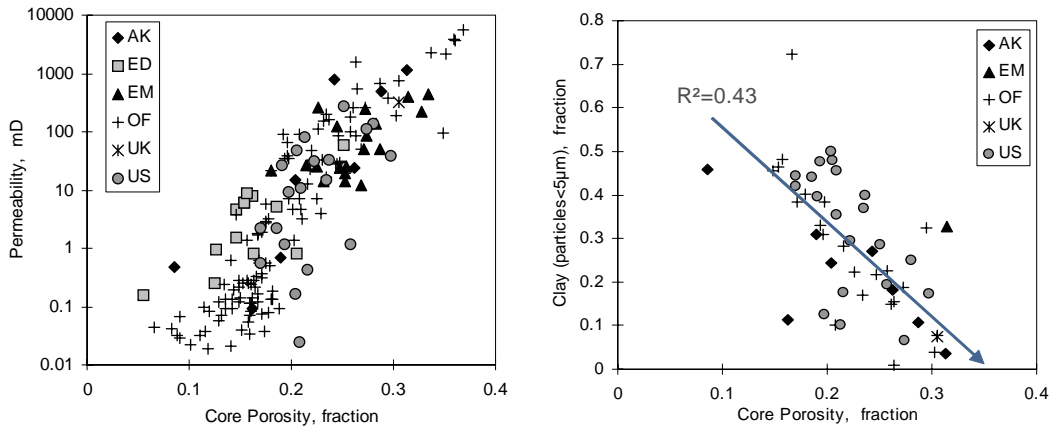 10000
1000
100
10
1
0.1
0.01
Permeability, mD
AK
ED
EM
OF
UK
US
0 0.1 0.2 0.3 0.4
Core Porosity, fraction
0.8
0.7
0.6
0.5
0.4
0.3
0.2
0.1
0
Clay (particles<5µm), fraction
R²=0.43
AK
EM
OF
UK
US
0 0.1 0.2 0.3 0.4
Core Porosity, fraction